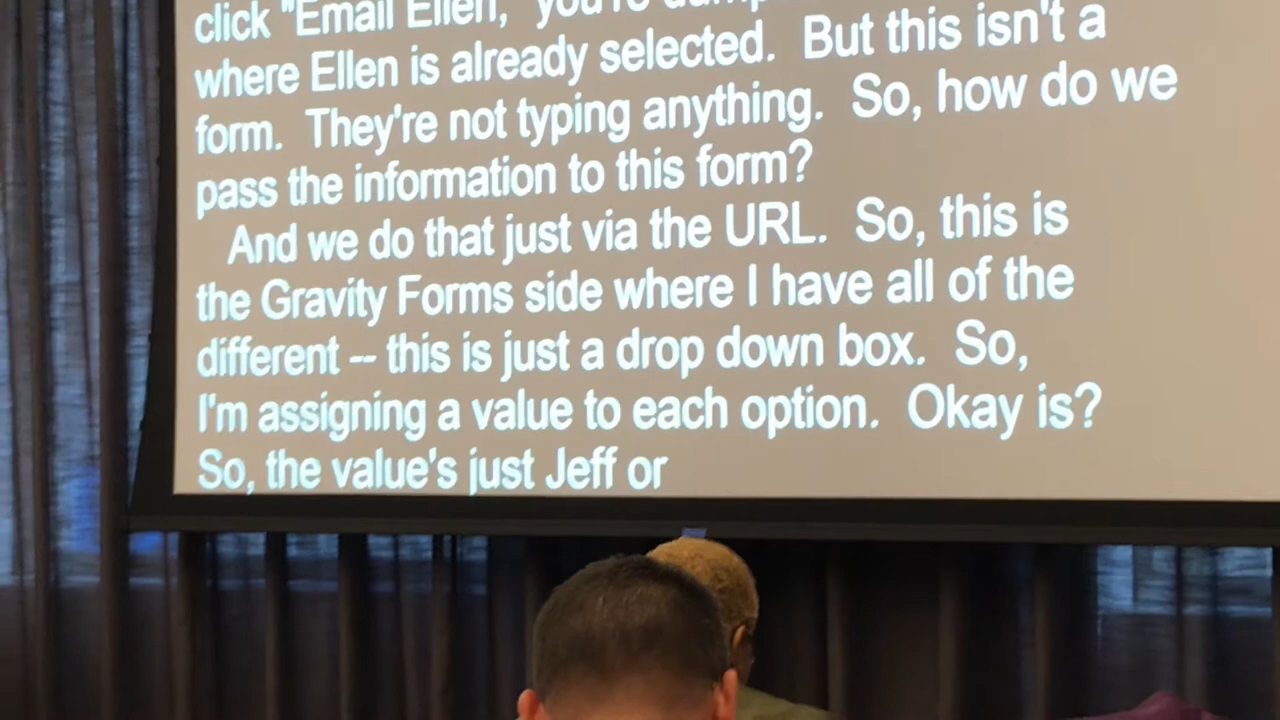 click "Email Ellen," you're
where Ellen is already selected. But this isn't a
form. They're not typing anything. So, how do we
pass the information to this form?
And we do that just via the URL. So, this is
the Gravity Forms side where I have all of the
different -- this is just a drop down box. So,
I'm assigning a value to each option. Okay is?
So, the value's just Jeff or